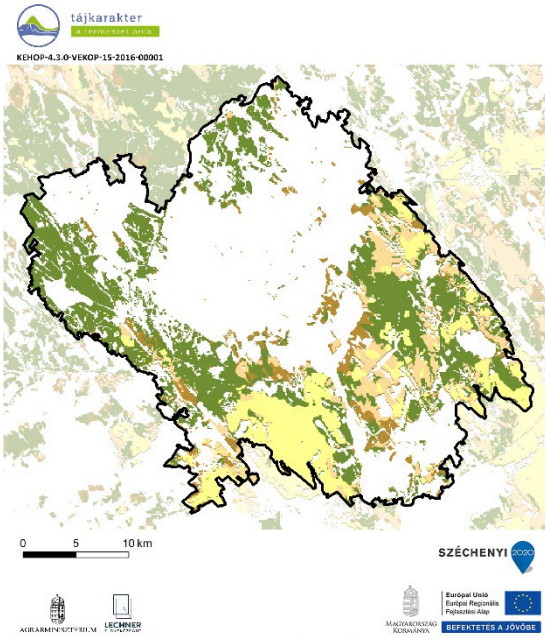 tájkarakter
a természet arca
KEHOP-4.3.0-VEKOP-15-2016-00001
0 5 10 km
SZÉCHENYI 2020
AGRÁRMINISZTÉRIUM
LECHNER
MAGYARORSZÁG
KORMÁNYA
Európai Unió
Európai Regionális
Fejlesztési Alap
BEFEKTETÉS A JÖVŐBE